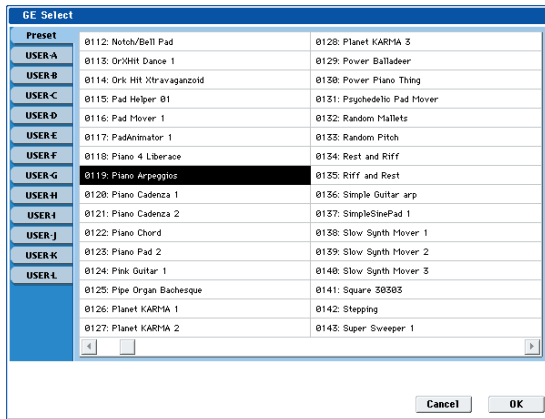 GE Select
Preset
USER-A
USER-B
USER-C
USER-D
USER-E
USER-F
USER-G
USER-H
USER-I
USER-J
USER-K
USER-L
0112: Notch/Bell Pad
0113: OrXHit Dance 1
0114: Ork Hit Xtravaganzoid
0115: Pad Helper 01
0116: Pad Mover 1
0117: PadAnimator 1
0118: Piano 4 Liberace
0119: Piano Arpeggios
0120: Piano Cadenza 1
0121: Piano Cadenza 2
0122: Piano Chord
0123: Piano Pad 2
0124: Pink Guitar 1
0125: Pipe Organ Bachesque
0126: Planet KARMA 1
0127: Planet KARMA 2
0128: Planet KARMA 3
0129: Power Balladeer
0130: Power Piano Thing
0131: Psychedelic Pad Mover
0132: Random Mallets
0133: Random Pitch
0134: Rest and Riff
0135: Riff and Rest
0136: Simple Guitar arp
0137: SimpleSinePad 1
0138: Slow Synth Mover 1
0139: Slow Synth Mover 2
0140: Slow Synth Mover 3
0141: Square 30303
0142: Stepping
0143: Super Sweeper 1
Cancel
OK